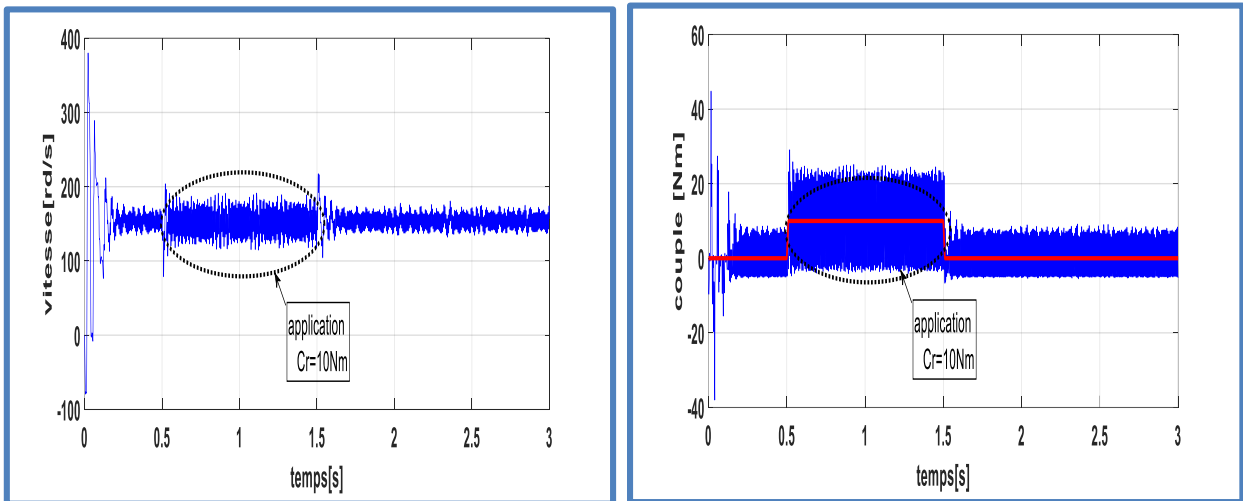 400
300
200
100
0
-100
vitesse[rd/s]
0 0.5 1 1.5 2 2.5 3
temps[s]
application
Cr=10Nm
60
40
20
0
-20
-40
couple [Nm]
0 0.5 1 1.5 2 2.5 3
temps[s]
application
Cr=10Nm